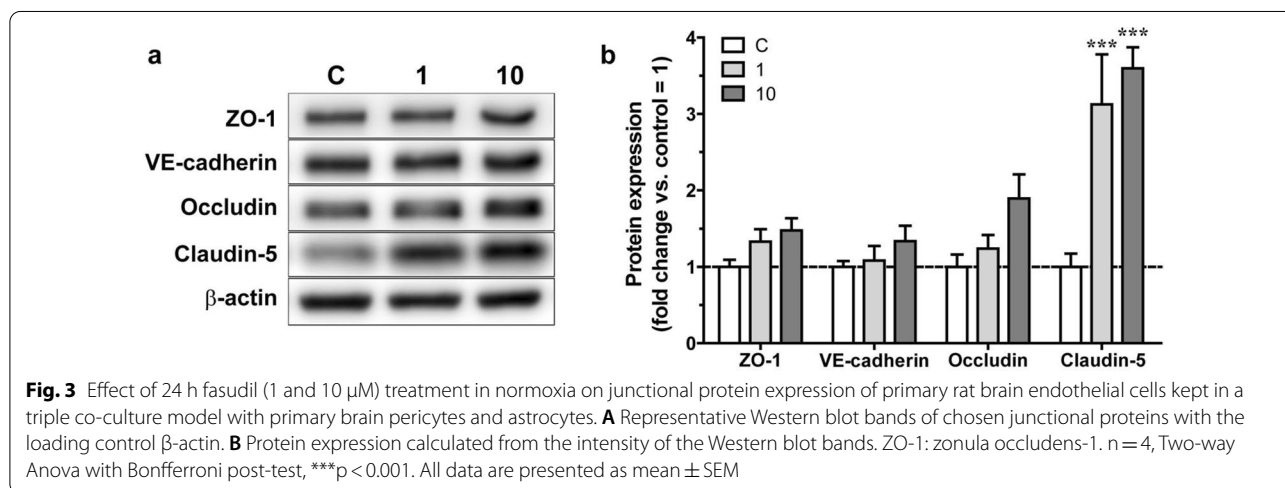 a
C 1 10
ZO-1
VE-cadherin
Occludin
Claudin-5
β-actin
b
Protein expression
(fold change vs. control = 1)
4
3
2
1
0
C
1
10
*** ***
ZO-1 VE-cadherin Occludin Claudin-5
Fig. 3 Effect of 24 h fasudil (1 and 10 μM) treatment in normoxia on junctional protein expression of primary rat brain endothelial cells kept in a
triple co-culture model with primary brain pericytes and astrocytes. A Representative Western blot bands of chosen junctional proteins with the
loading control β-actin. B Protein expression calculated from the intensity of the Western blot bands. ZO-1: zonula occludens-1. n = 4, Two-way
Anova with Bonfferroni post-test, ***p < 0.001. All data are presented as mean ± SEM